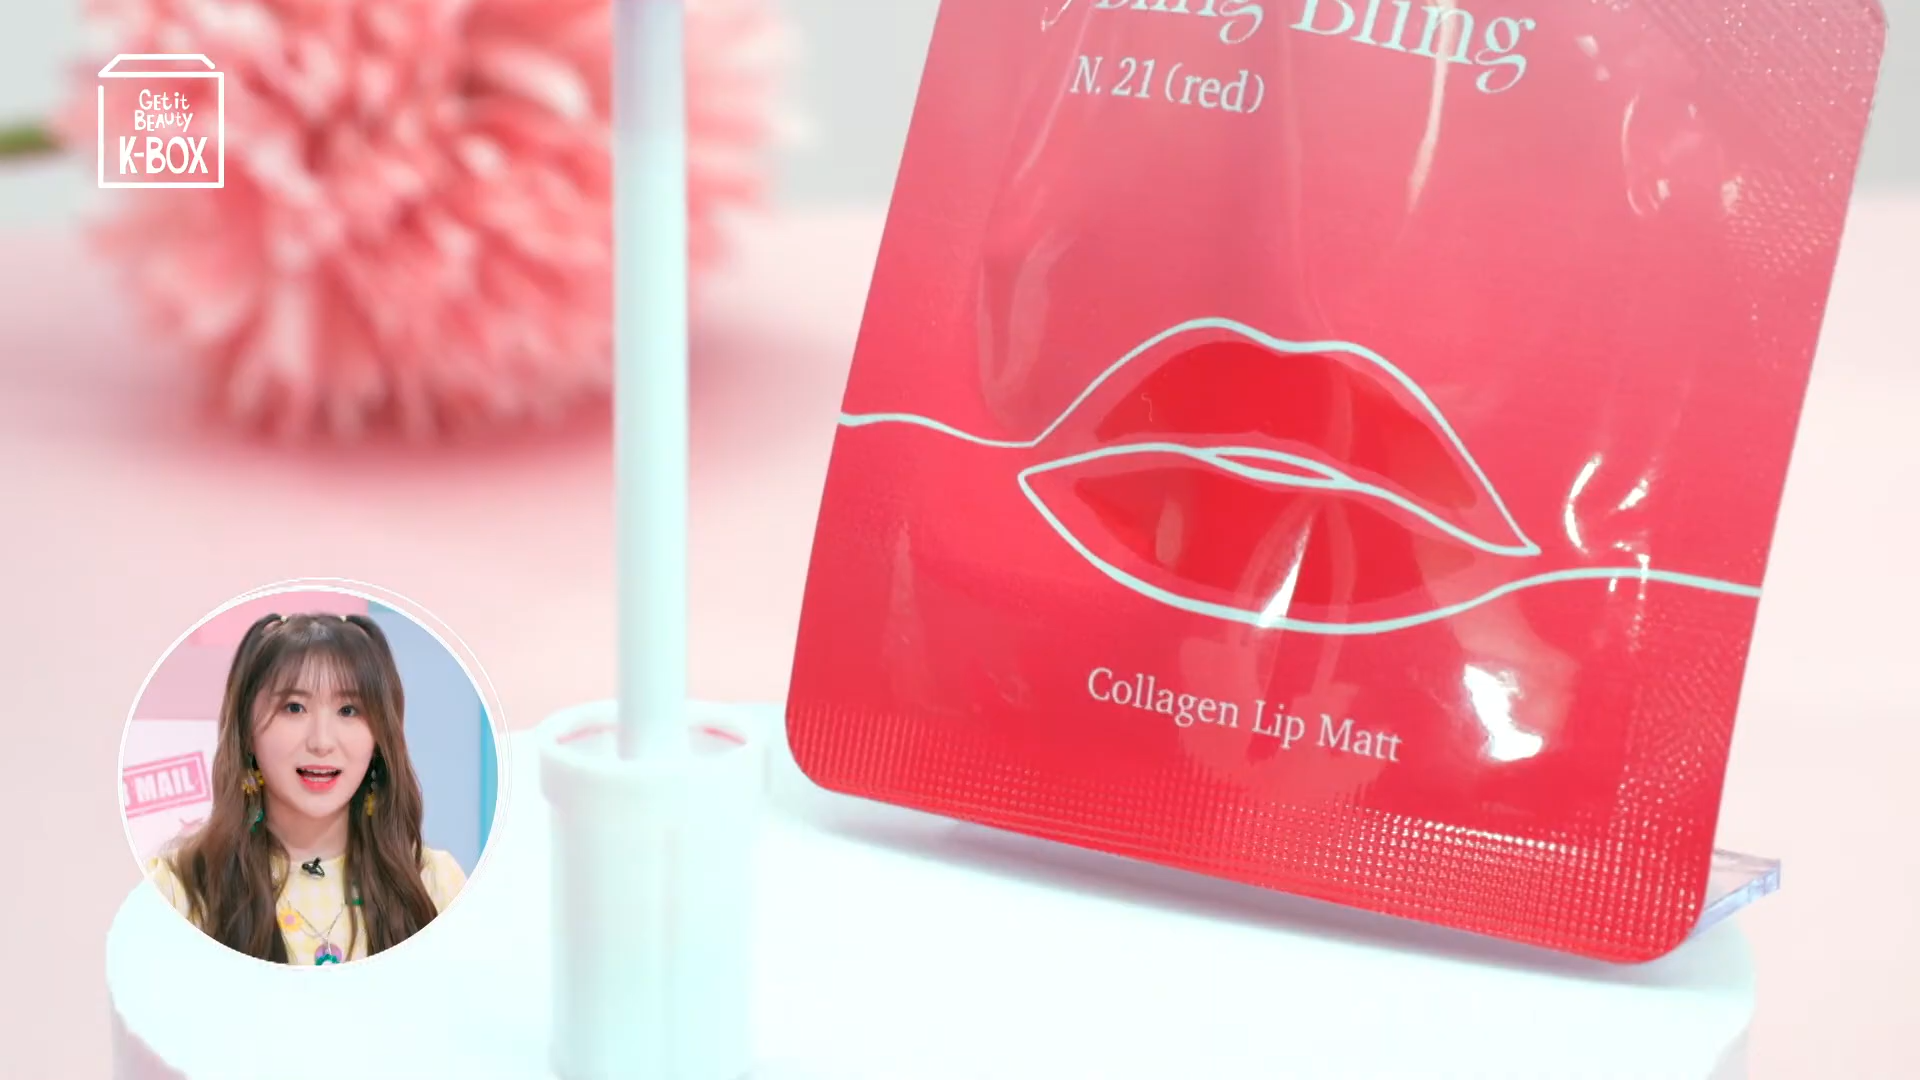 Get it
BEAUTY
K-BOX
Bling Bling
N. 21 (red)
MAIL
Collagen Lip Matt